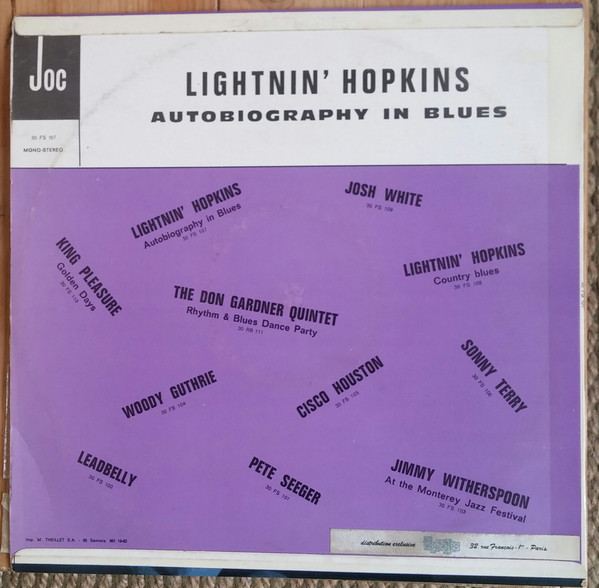 Joc
30 FS 107
MONO-STEREO
LIGHTNIN' HOPKINS
AUTOBIOGRAPHY IN BLUES
LIGHTNIN' HOPKINS
Autobiography in Blues
30 FS 107
JOSH WHITE
30 FS 109
KING PLEASURE
Golden Days
LIGHTNIN' HOPKINS
Country blues
THE DON GARDNER QUINTET
Rhythm & Blues Dance Party
30 RB 111
WOODY GUTHRIE
30 FS 104
CISCO HOUSTON
30 FS 105
SONNY TERRY
30 FS 106
LEADBELLY
30 FS 102
PETE SEEGER
30 FS 101
JIMMY WITHERSPOON
At the Monterey Jazz Festival
30 FS 103
Imp. M. THEILLET S.A.
distribution exclusive
32, rue François-1er - Paris